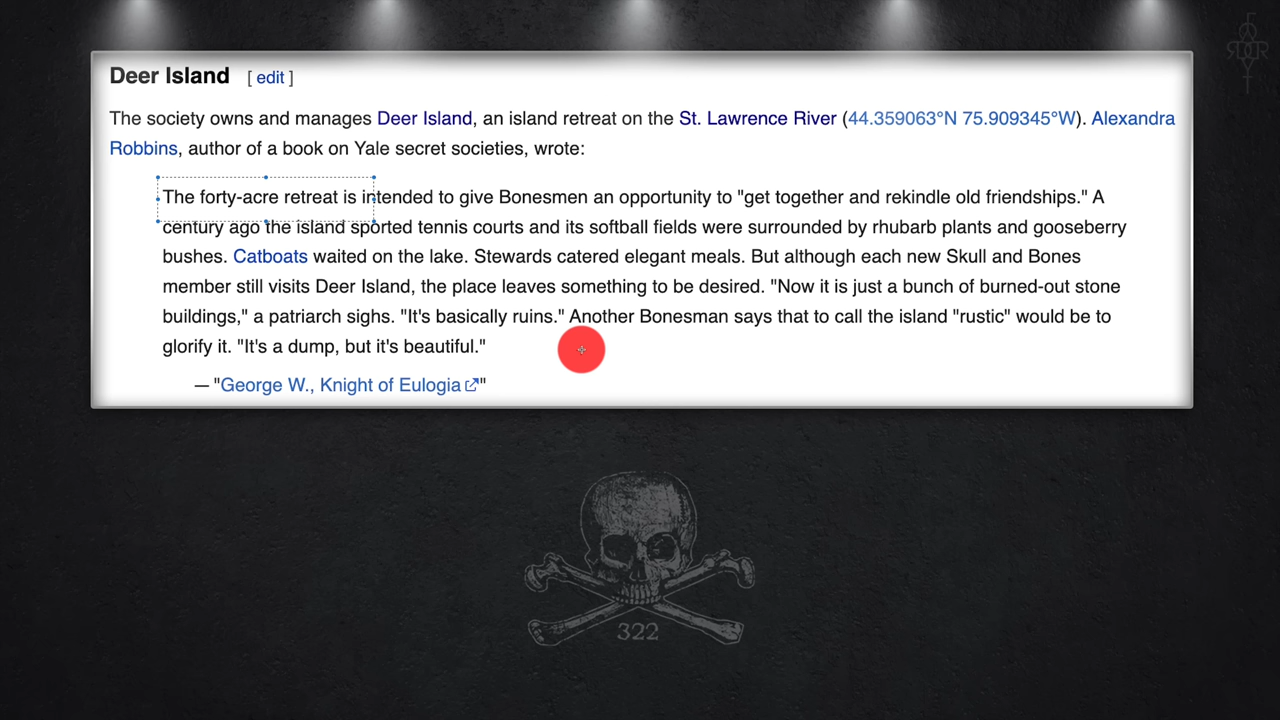 Deer Island [ edit ]
The society owns and manages Deer Island, an island retreat on the St. Lawrence River (44.359063°N 75.909345°W). Alexandra
Robbins, author of a book on Yale secret societies, wrote:
The forty-acre retreat is intended to give Bonesmen an opportunity to "get together and rekindle old friendships." A
century ago the island sported tennis courts and its softball fields were surrounded by rhubarb plants and gooseberry
bushes. Catboats waited on the lake. Stewards catered elegant meals. But although each new Skull and Bones
member still visits Deer Island, the place leaves something to be desired. "Now it is just a bunch of burned-out stone
buildings," a patriarch sighs. "It's basically ruins." Another Bonesman says that to call the island "rustic" would be to
glorify it. "It's a dump, but it's beautiful."
— "George W., Knight of Eulogia"
322